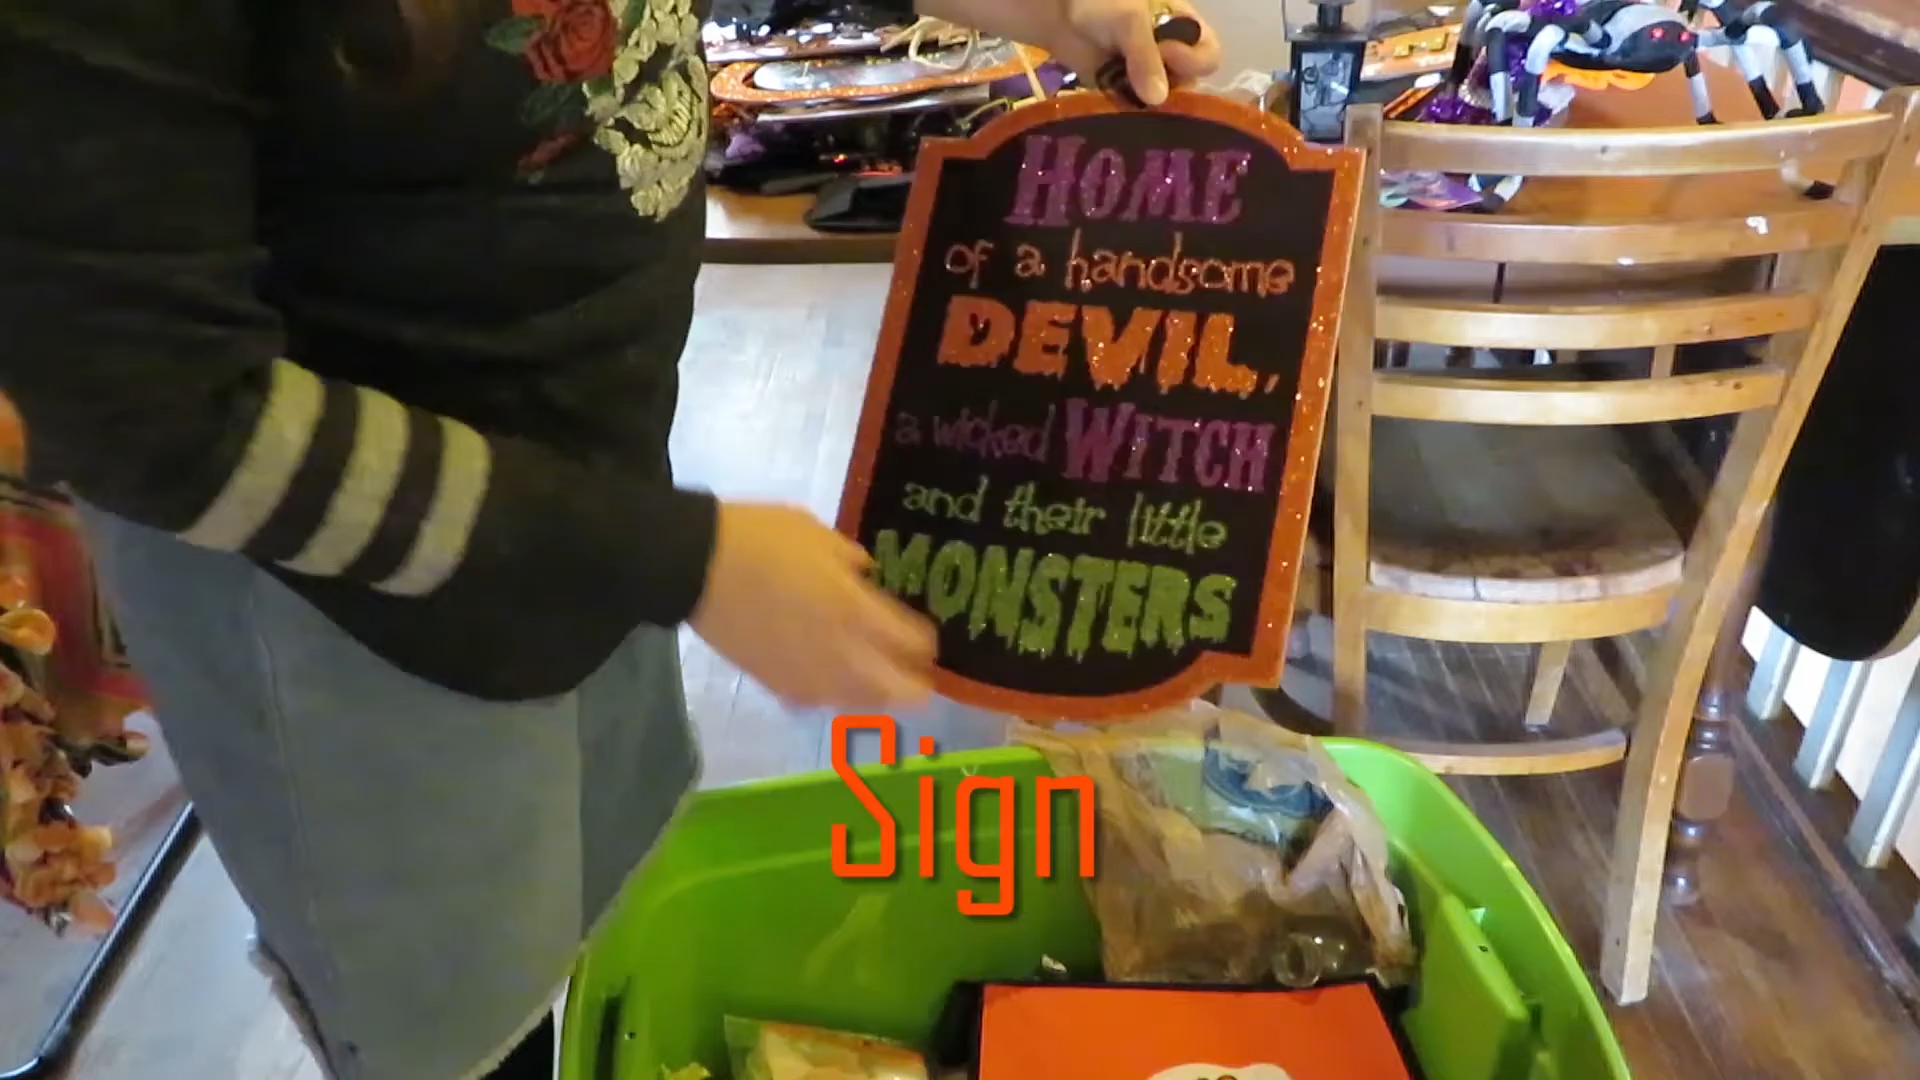 HOME
of a handsome
DEVIL,
a wicked WITCH
and their little
MONSTERS
Sign